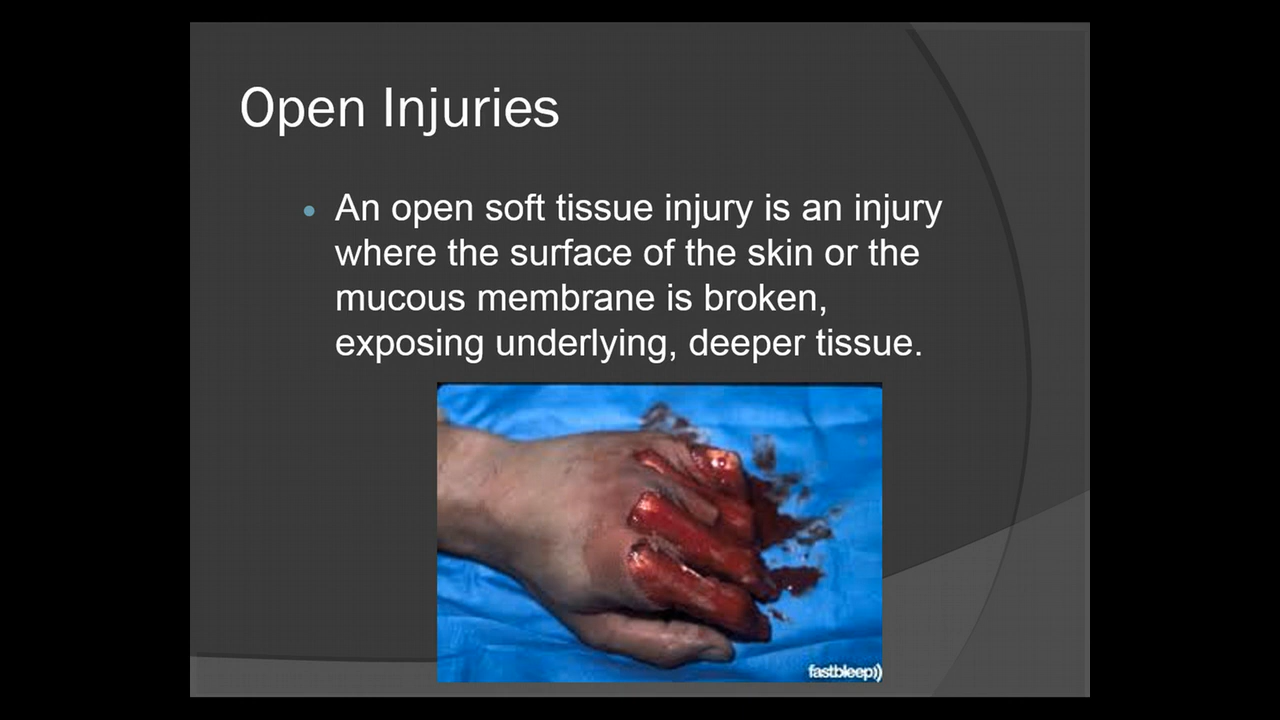 Open Injuries
An open soft tissue injury is an injury
where the surface of the skin or the
mucous membrane is broken,
exposing underlying, deeper tissue.
fastbleep))